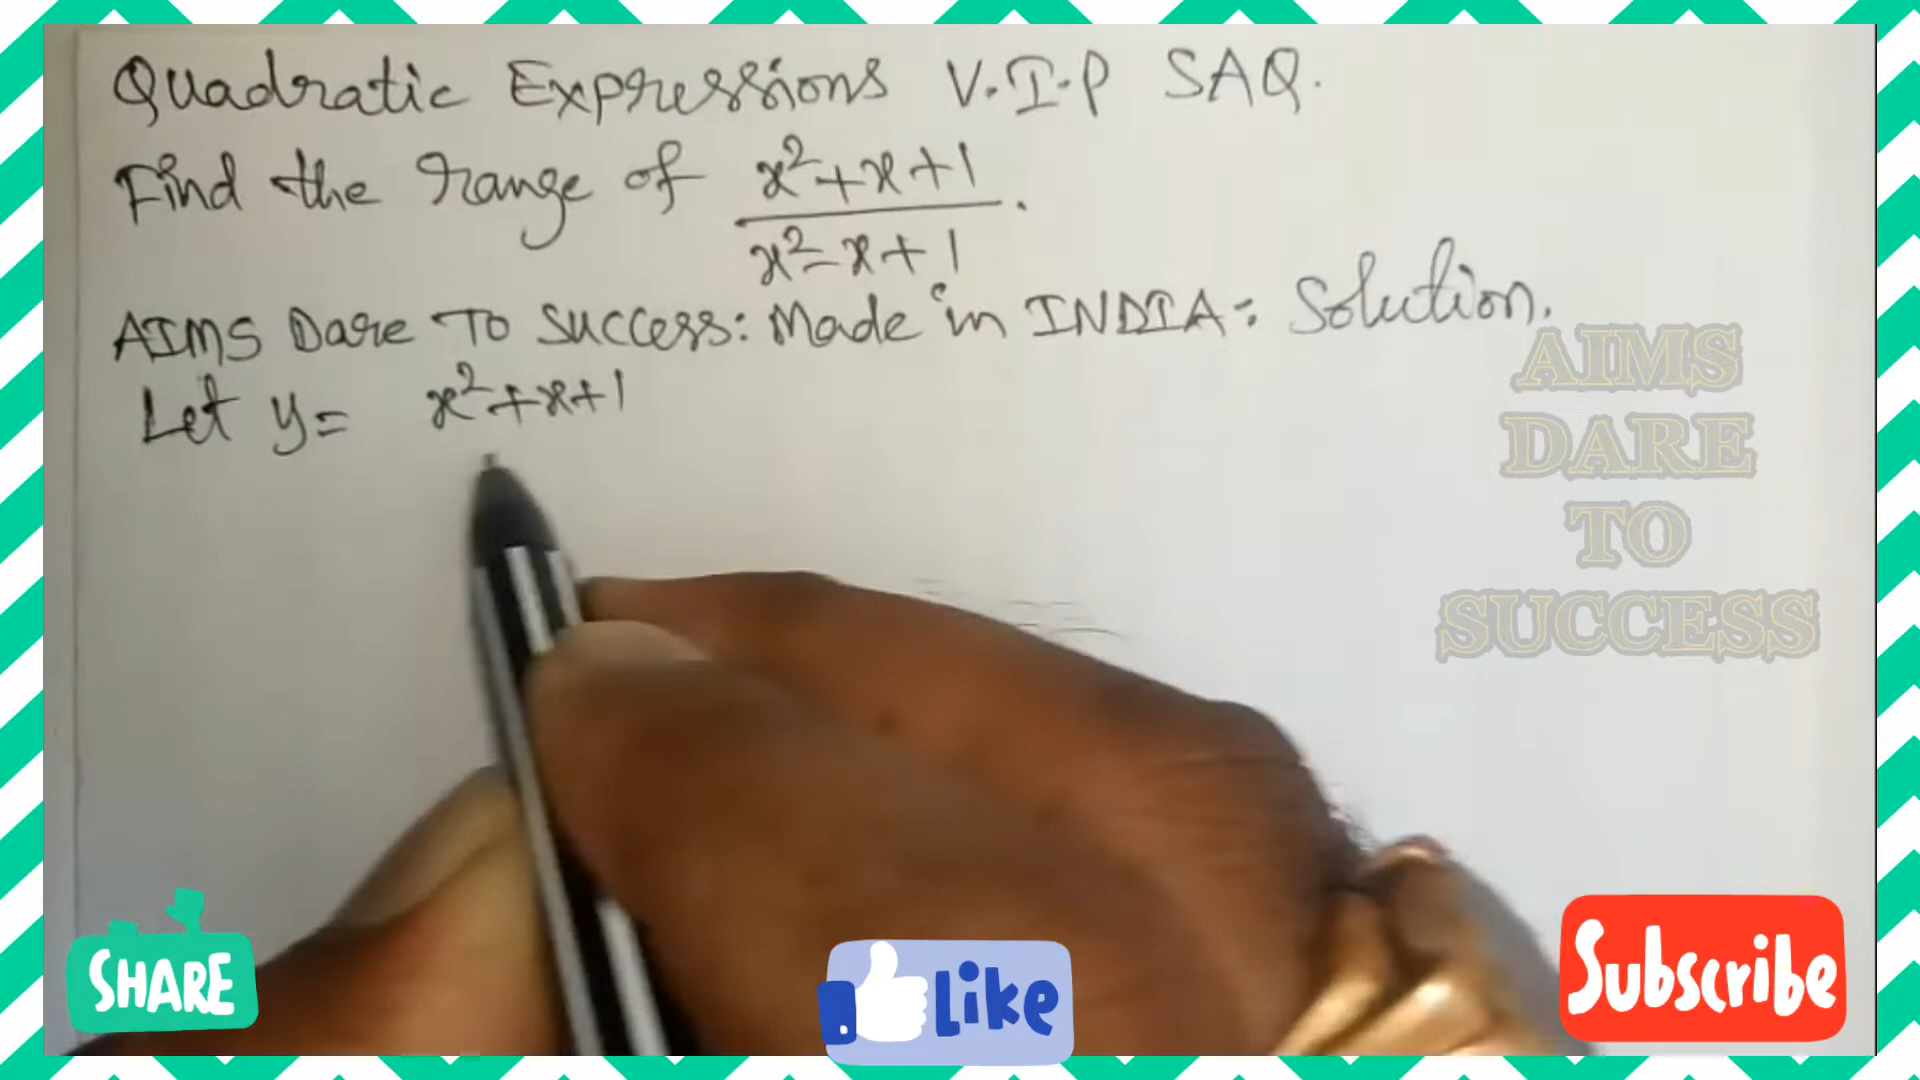 Quadratic Expressions V.I.P SAQ.
Find the range of x²+x+1 / x²-x+1 .
AIMS Dare To Success: Made in INDIA: Solution.
Let y= x²+x+1
AIMS
DARE
TO
SUCCESS
SHARE
Like
Subscribe